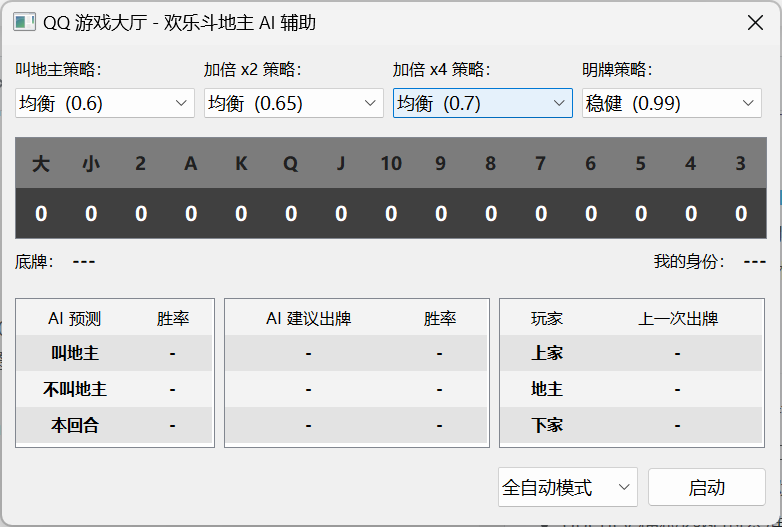 QQ 游戏大厅 - 欢乐斗地主 AI 辅助
叫地主策略： 加倍 x2 策略： 加倍 x4 策略： 明牌策略：
均衡 (0.6) 均衡 (0.65) 均衡 (0.7) 稳健 (0.99)
大 小 2 A K Q J 10 9 8 7 6 5 4 3
0 0 0 0 0 0 0 0 0 0 0 0 0 0 0
底牌： --- 我的身份： ---
AI 预测 胜率 AI 建议出牌 胜率 玩家 上一次出牌
叫地主 - - - 上家 -
不叫地主 - - - 地主 -
本回合 - - - 下家 -
全自动模式 启动